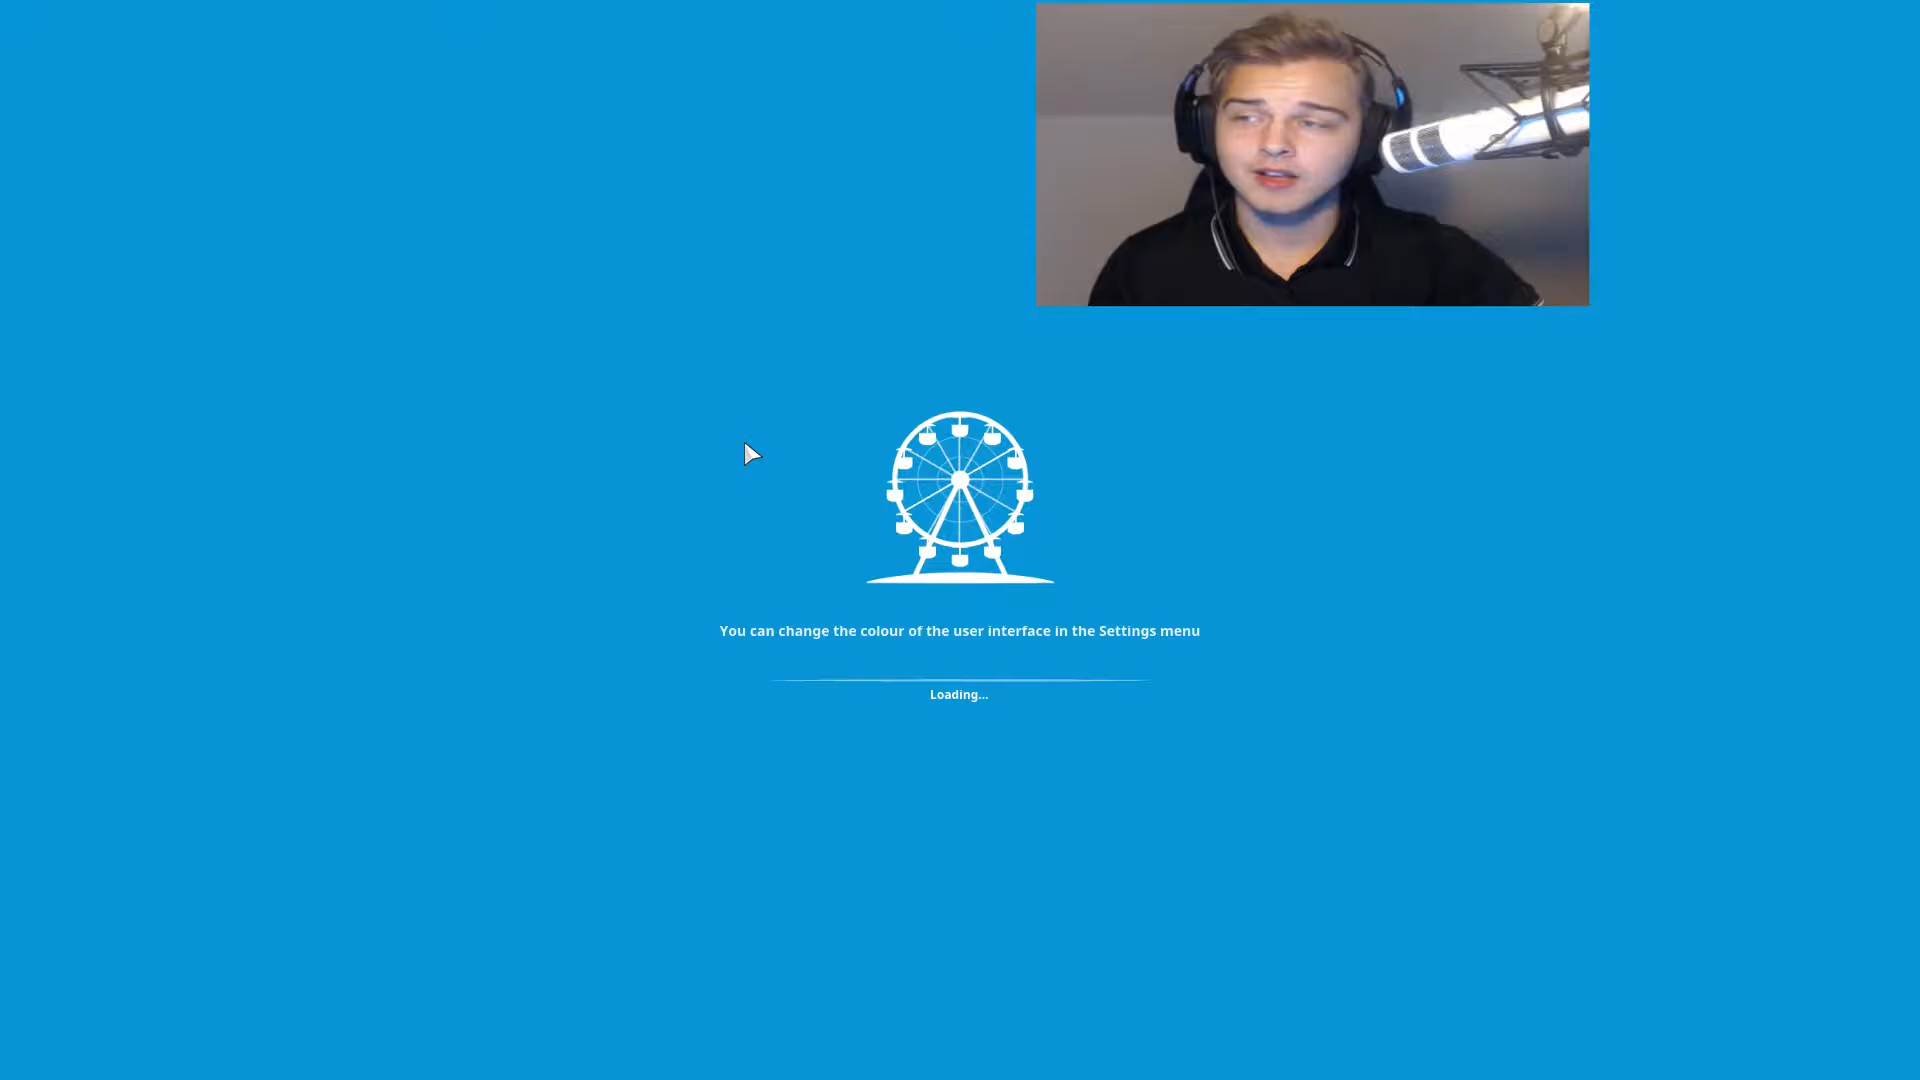 You can change the colour of the user interface in the Settings menu
Loading...